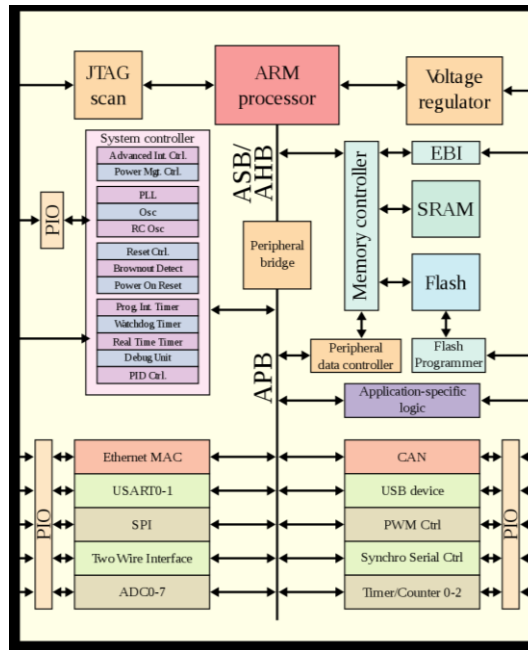 JTAG
scan
ARM
processor
Voltage
regulator
System controller
Advanced Int. Ctrl.
Power Mgt. Ctrl.
PLL
Osc
RC Osc
Reset Ctrl.
Brownout Detect
Power On Reset
Prog. Int. Timer
Watchdog Timer
Real Time Timer
Debug Unit
PID Ctrl.
PIO
ASB/
AHB
Peripheral
bridge
APB
Memory controller
EBI
SRAM
Flash
Peripheral
data controller
Flash
Programmer
Application-specific
logic
PIO
Ethernet MAC
USART0-1
SPI
Two Wire Interface
ADC0-7
CAN
USB device
PWM Ctrl
Synchro Serial Ctrl
Timer/Counter 0-2
PIO